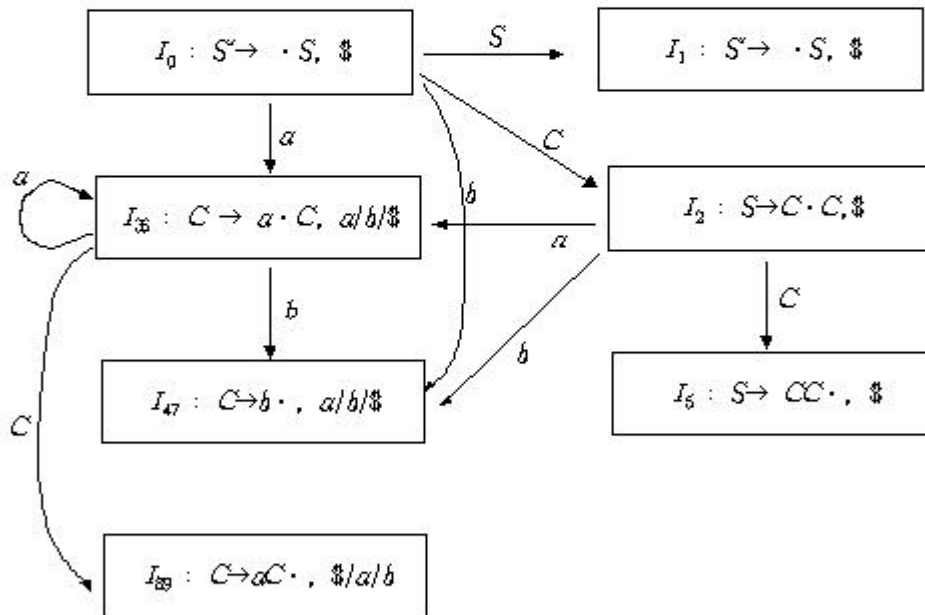 I₀ : S′→ · S, $
S
I₁ : S′→ · S, $
a
C
a
b
I₃₆ : C → a · C, a/b/$
a
I₂ : S→C · C,$
b
b
C
C
I₄₇ : C→b · , a/b/$
I₅ : S→ CC · , $
I₈₉ : C→aC · , $/a/b